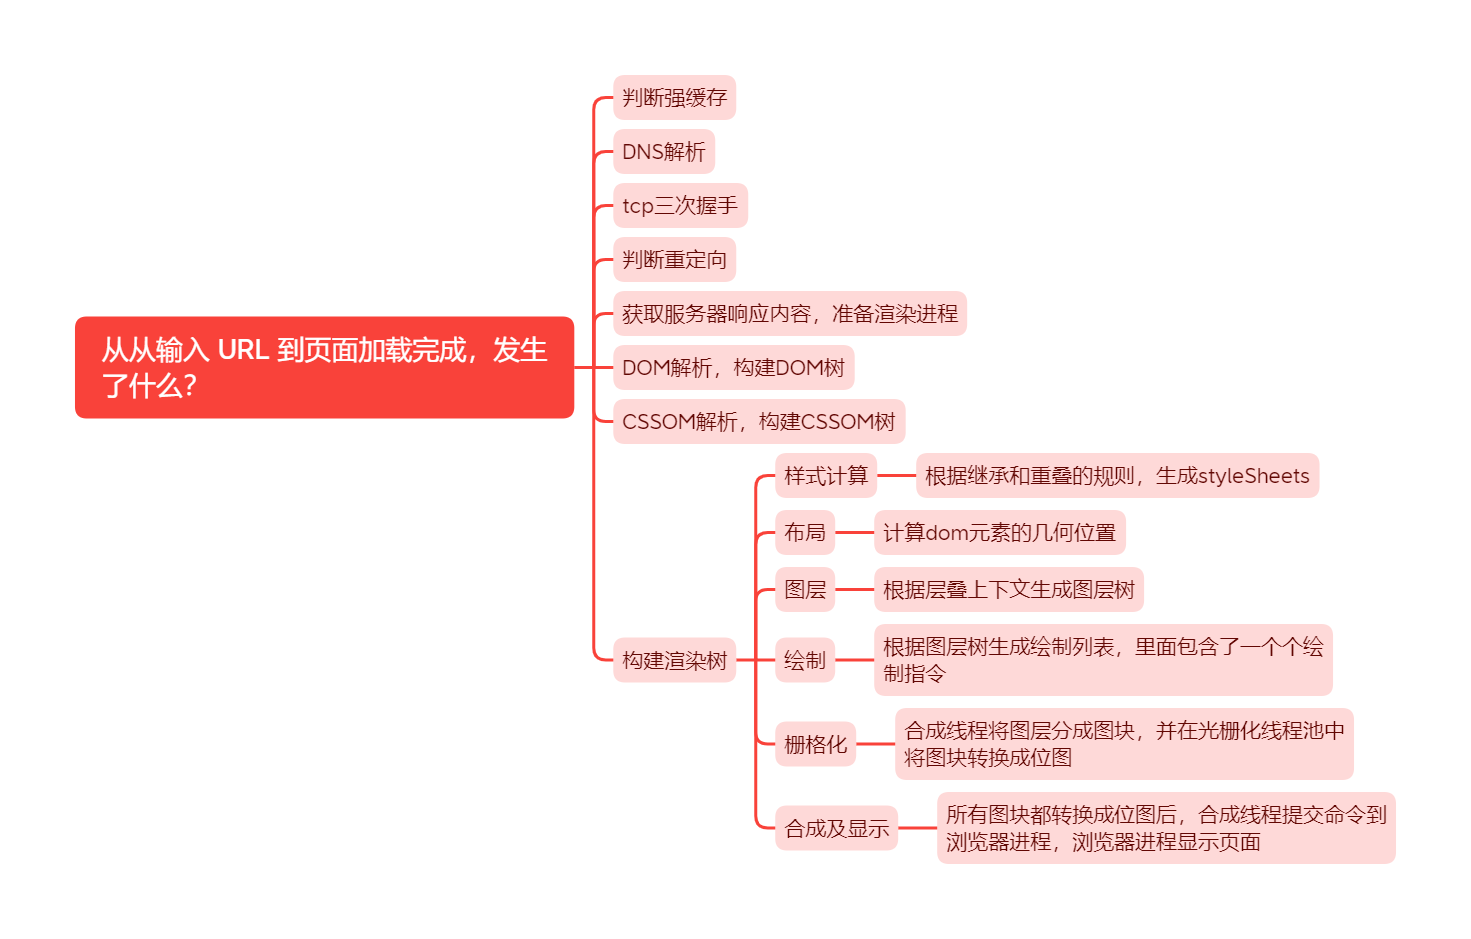 从从输入 URL 到页面加载完成，发生
了什么？
判断强缓存
DNS解析
tcp三次握手
判断重定向
获取服务器响应内容，准备渲染进程
DOM解析，构建DOM树
CSSOM解析，构建CSSOM树
构建渲染树
样式计算
根据继承和重叠的规则，生成styleSheets
布局
计算dom元素的几何位置
图层
根据层叠上下文生成图层树
绘制
根据图层树生成绘制列表，里面包含了一个个绘
制指令
栅格化
合成线程将图层分成图块，并在光栅化线程池中
将图块转换成位图
合成及显示
所有图块都转换成位图后，合成线程提交命令到
浏览器进程，浏览器进程显示页面